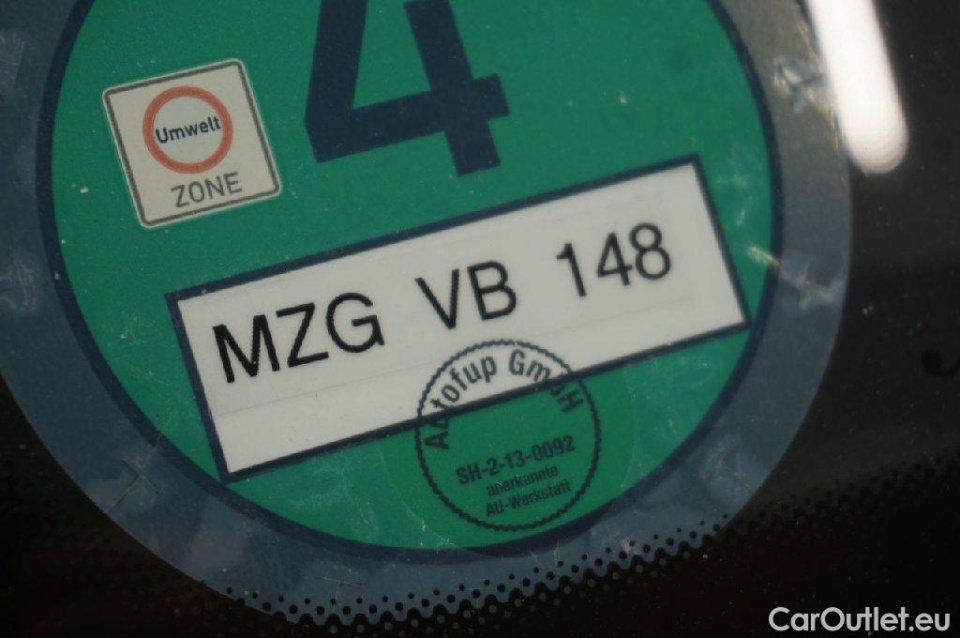 4
Umwelt
ZONE
MZG VB 148
Autofup GmbH
SH-2-13-0092
anerkannte
AU-Werkstatt
CarOutlet.eu